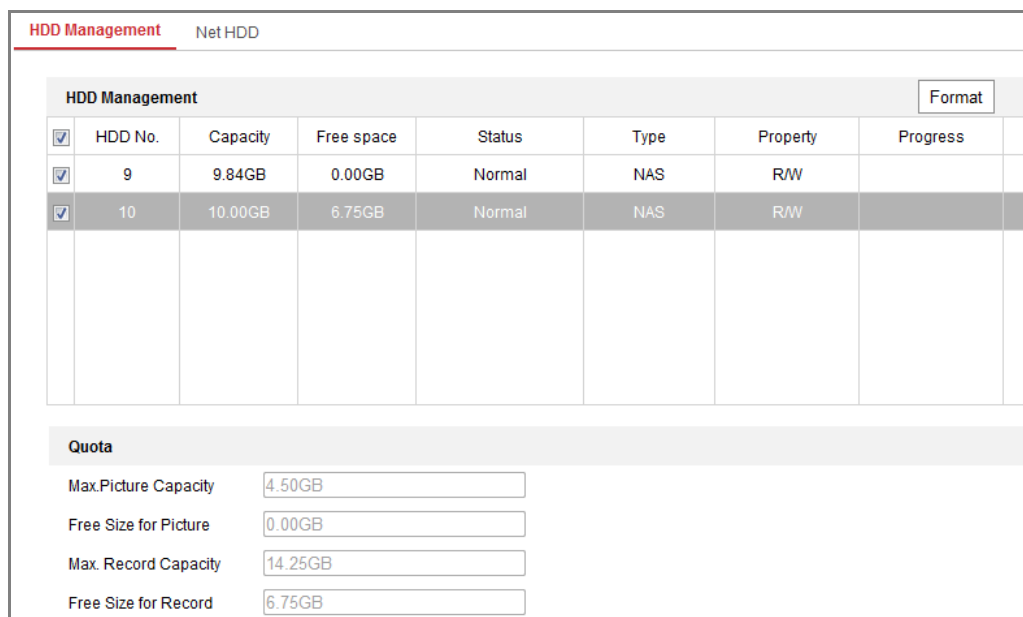 HDD Management Net HDD
HDD Management Format
HDD No. Capacity Free space Status Type Property Progress
9 9.84GB 0.00GB Normal NAS R/W
10 10.00GB 6.75GB Normal NAS R/W
Quota
Max.Picture Capacity 4.50GB
Free Size for Picture 0.00GB
Max. Record Capacity 14.25GB
Free Size for Record 6.75GB